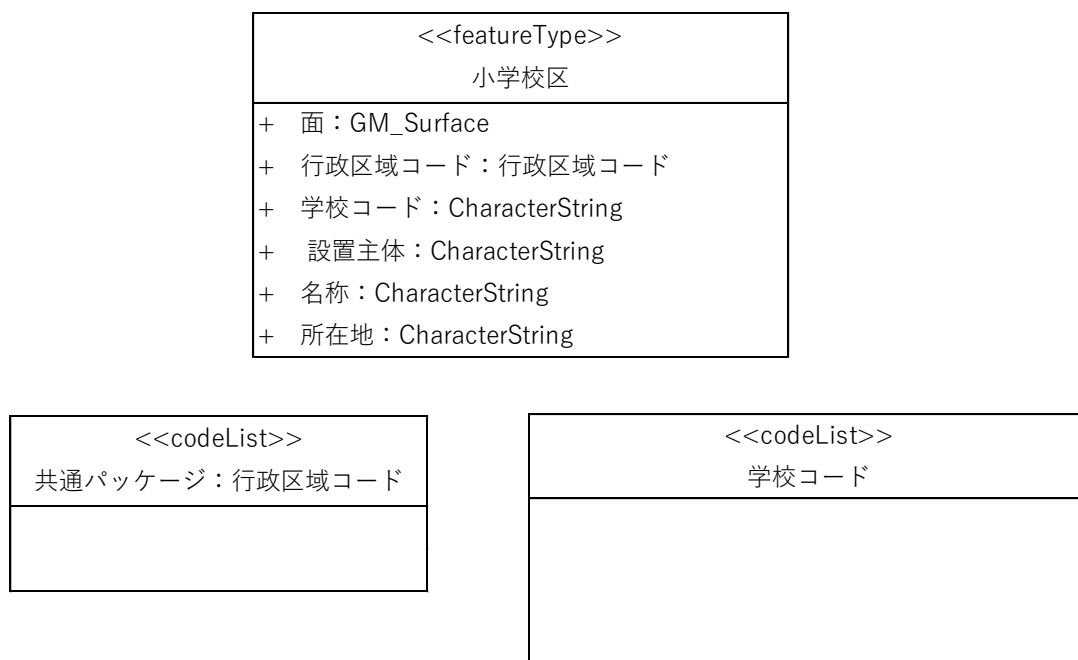 <<featureType>>
小学校区
+ 面：GM_Surface
+ 行政区域コード：行政区域コード
+ 学校コード：CharacterString
+ 設置主体：CharacterString
+ 名称：CharacterString
+ 所在地：CharacterString
<<codeList>>
共通パッケージ：行政区域コード
<<codeList>>
学校コード